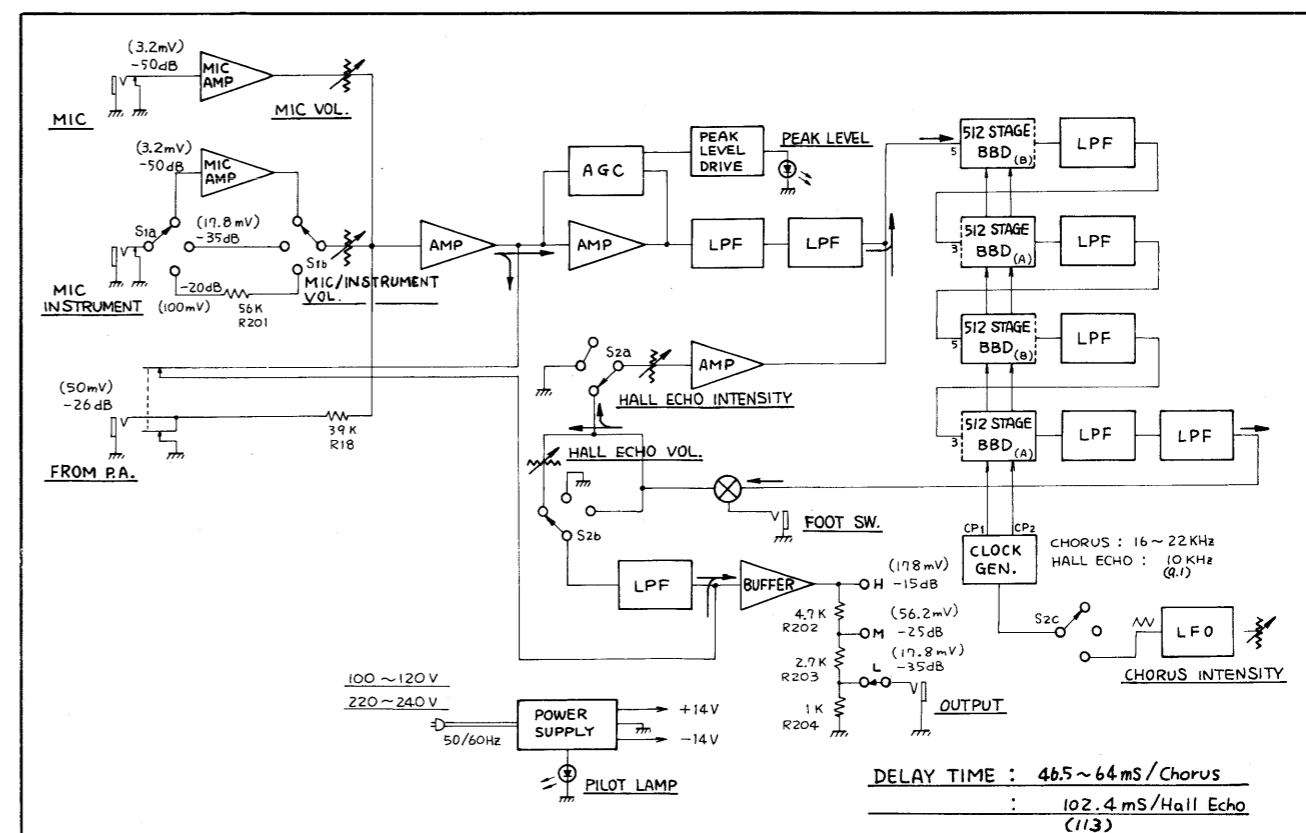 (3.2mV)
-50dB
MIC
AMP
MIC VOL.
MIC
(3.2mV)
-50dB
MIC
AMP
S1a
(17.8mV)
-35dB
S1b
-20dB
(100mV)
56K
R201
MIC
INSTRUMENT
MIC/INSTRUMENT
VOL.
(50mV)
-26dB
39K
R18
FROM P.A.
AMP
AGC
AMP
PEAK
LEVEL
DRIVE
PEAK LEVEL
LPF
LPF
S2a
AMP
HALL ECHO INTENSITY
HALL ECHO VOL.
S2b
FOOT SW.
LPF
BUFFER
H
(178mV)
-15dB
4.7K
R202
M
(56.2mV)
-25dB
2.7K
R203
L
(17.8mV)
-35dB
1K
R204
OUTPUT
5
512 STAGE
BBD(B)
LPF
3
512 STAGE
BBD(A)
LPF
5
512 STAGE
BBD(B)
LPF
3
512 STAGE
BBD(A)
LPF
LPF
CP1
CP2
CLOCK
GEN.
CHORUS : 16~22KHz
HALL ECHO : 10KHz
(9.1)
S2c
LFO
CHORUS INTENSITY
100~120V
220~240V
50/60Hz
POWER
SUPPLY
+14V
-14V
PILOT LAMP
DELAY TIME : 46.5~64mS/Chorus
: 102.4mS/Hall Echo
(113)